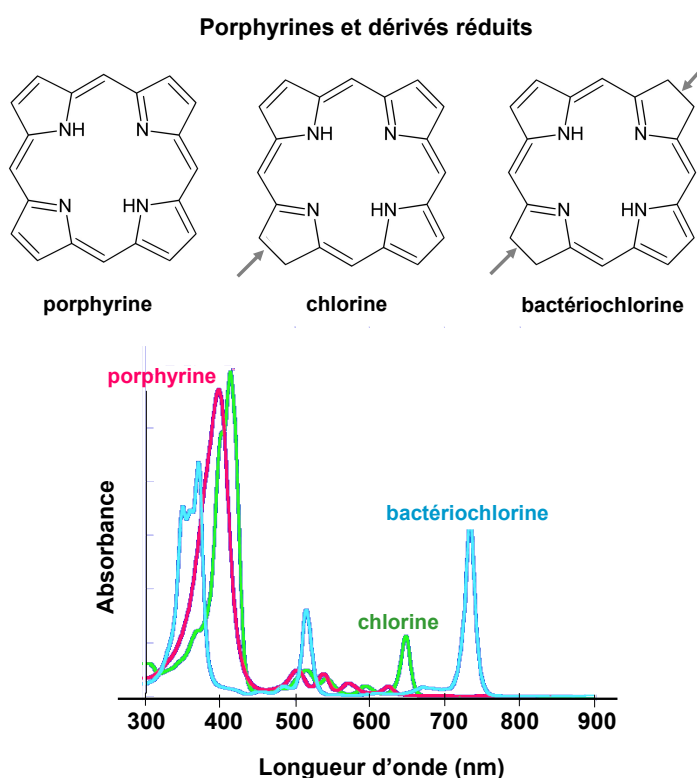 Porphyrines et dérivés réduits
NH N
N HN
NH N
N HN
NH N
N HN
porphyrine
chlorine
bactériochlorine
porphyrine
bactériochlorine
chlorine
Absorbance
300 400 500 600 700 800 900
Longueur d'onde (nm)